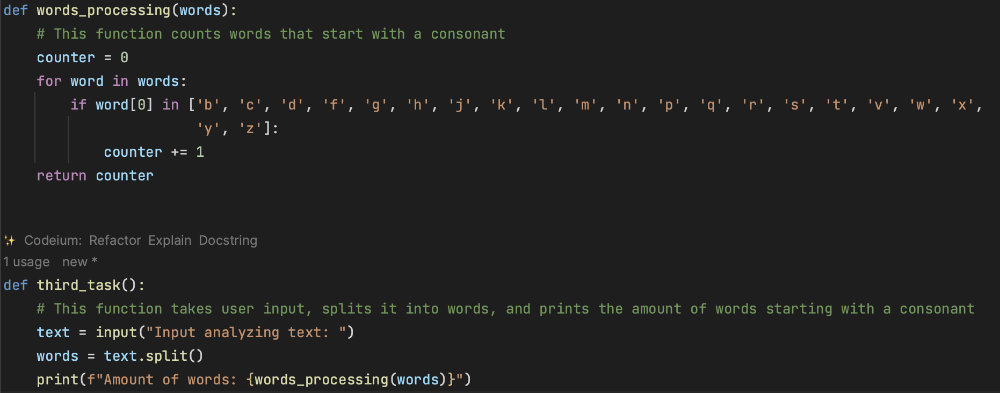 def words_processing(words):
    # This function counts words that start with a consonant
    counter = 0
    for word in words:
        if word[0] in ['b', 'c', 'd', 'f', 'g', 'h', 'j', 'k', 'l', 'm', 'n', 'p', 'q', 'r', 's', 't', 'v', 'w', 'x',
                       'y', 'z']:
            counter += 1
    return counter
✨ Codeium: Refactor Explain Docstring
1 usage new *
def third_task():
    # This function takes user input, splits it into words, and prints the amount of words starting with a consonant
    text = input("Input analyzing text: ")
    words = text.split()
    print(f"Amount of words: {words_processing(words)}")